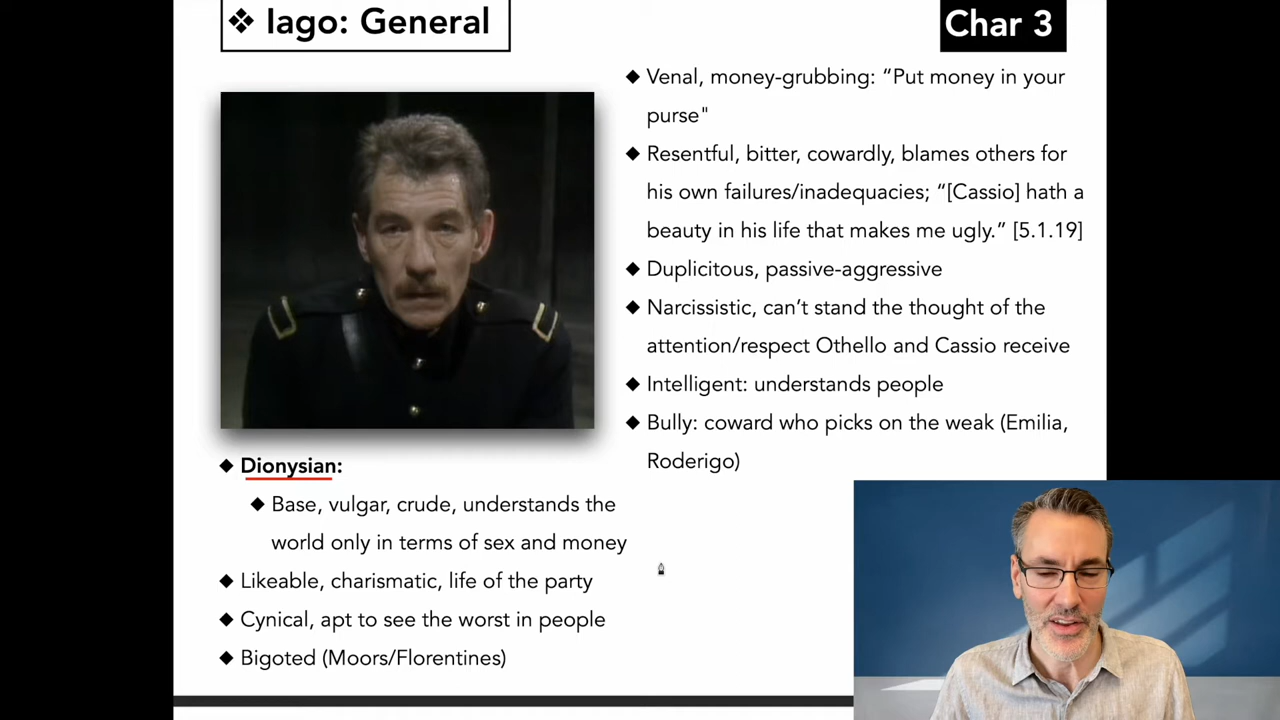 ❖ Iago: General
Char 3
◆ Venal, money-grubbing: “Put money in your
purse"
◆ Resentful, bitter, cowardly, blames others for
his own failures/inadequacies; “[Cassio] hath a
beauty in his life that makes me ugly.” [5.1.19]
◆ Duplicitous, passive-aggressive
◆ Narcissistic, can’t stand the thought of the
attention/respect Othello and Cassio receive
◆ Intelligent: understands people
◆ Bully: coward who picks on the weak (Emilia,
Roderigo)
◆ Dionysian:
◆ Base, vulgar, crude, understands the
world only in terms of sex and money
◆ Likeable, charismatic, life of the party
◆ Cynical, apt to see the worst in people
◆ Bigoted (Moors/Florentines)